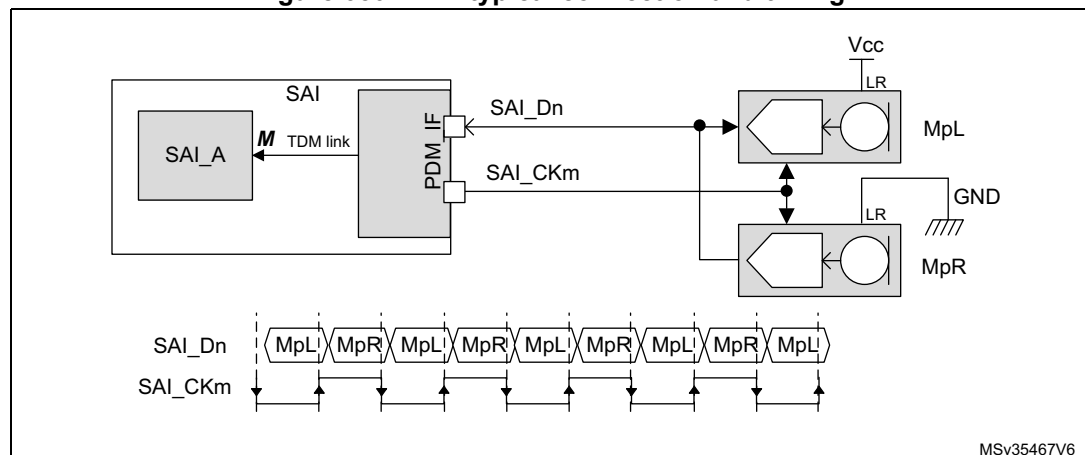 Vcc
SAI
LR
SAI_Dn
MpL
SAI_A
M TDM link
PDM_IF
SAI_CKm
GND
LR
MpR
SAI_Dn MpL MpR MpL MpR MpL MpR MpL MpR MpL
SAI_CKm
MSv35467V6